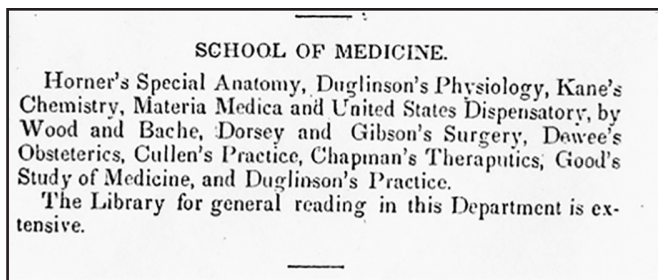 SCHOOL OF MEDICINE.
Horner's Special Anatomy, Duglinson's Physiology, Kane's
Chemistry, Materia Medica and United States Dispensatory, by
Wood and Bache, Dorsey and Gibson's Surgery, Dewee's
Obsteterics, Cullen's Practice, Chapman's Theraputics, Good's
Study of Medicine, and Duglinson's Practice.
The Library for general reading in this Department is ex-
tensive.